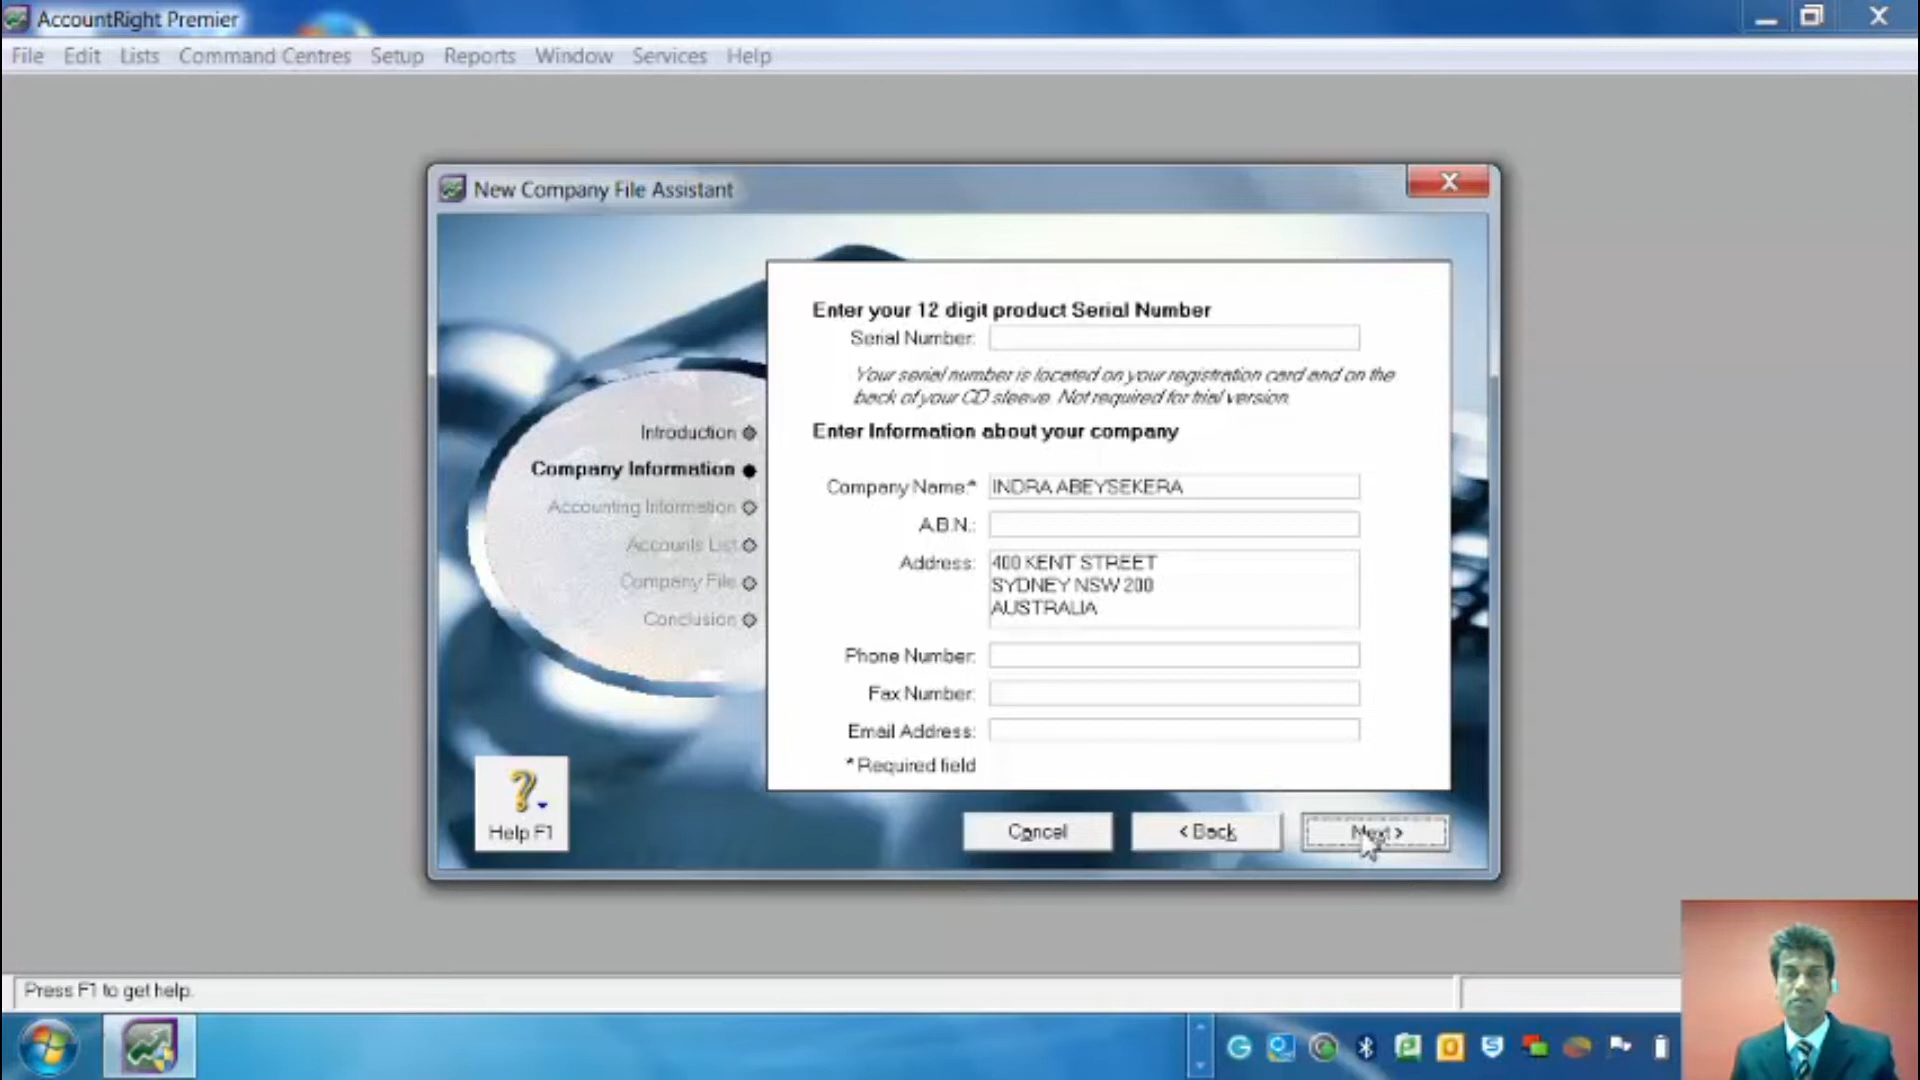 AccountRight Premier
File Edit Lists Command Centres Setup Reports Window Services Help
New Company File Assistant
Enter your 12 digit product Serial Number
Serial Number:
Your serial number is located on your registration card and on the
back of your CD sleeve. Not required for trial version.
Enter Information about your company
Introduction
Company Information
Accounting Information
Accounts List
Company File
Conclusion
Company Name:* INDRA ABEYSEKERA
A.B.N.:
Address: 400 KENT STREET
SYDNEY NSW 200
AUSTRALIA
Phone Number:
Fax Number:
Email Address:
* Required field
Help F1
Cancel
< Back
Next >
Press F1 to get help.